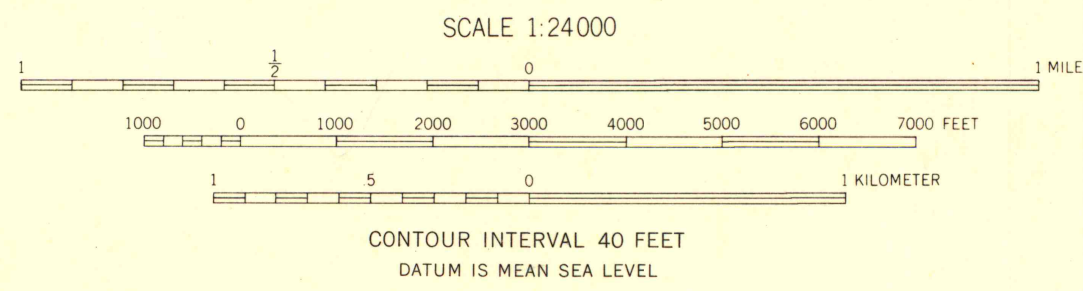 SCALE 1:24000
1 1/2 0 1 MILE
1000 0 1000 2000 3000 4000 5000 6000 7000 FEET
1 .5 0 1 KILOMETER
CONTOUR INTERVAL 40 FEET
DATUM IS MEAN SEA LEVEL